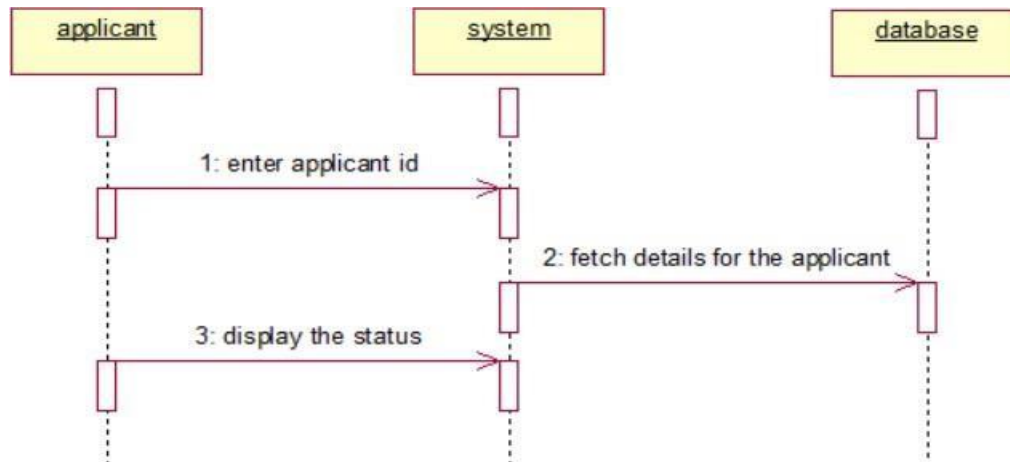 applicant
system
database
1: enter applicant id
2: fetch details for the applicant
3: display the status